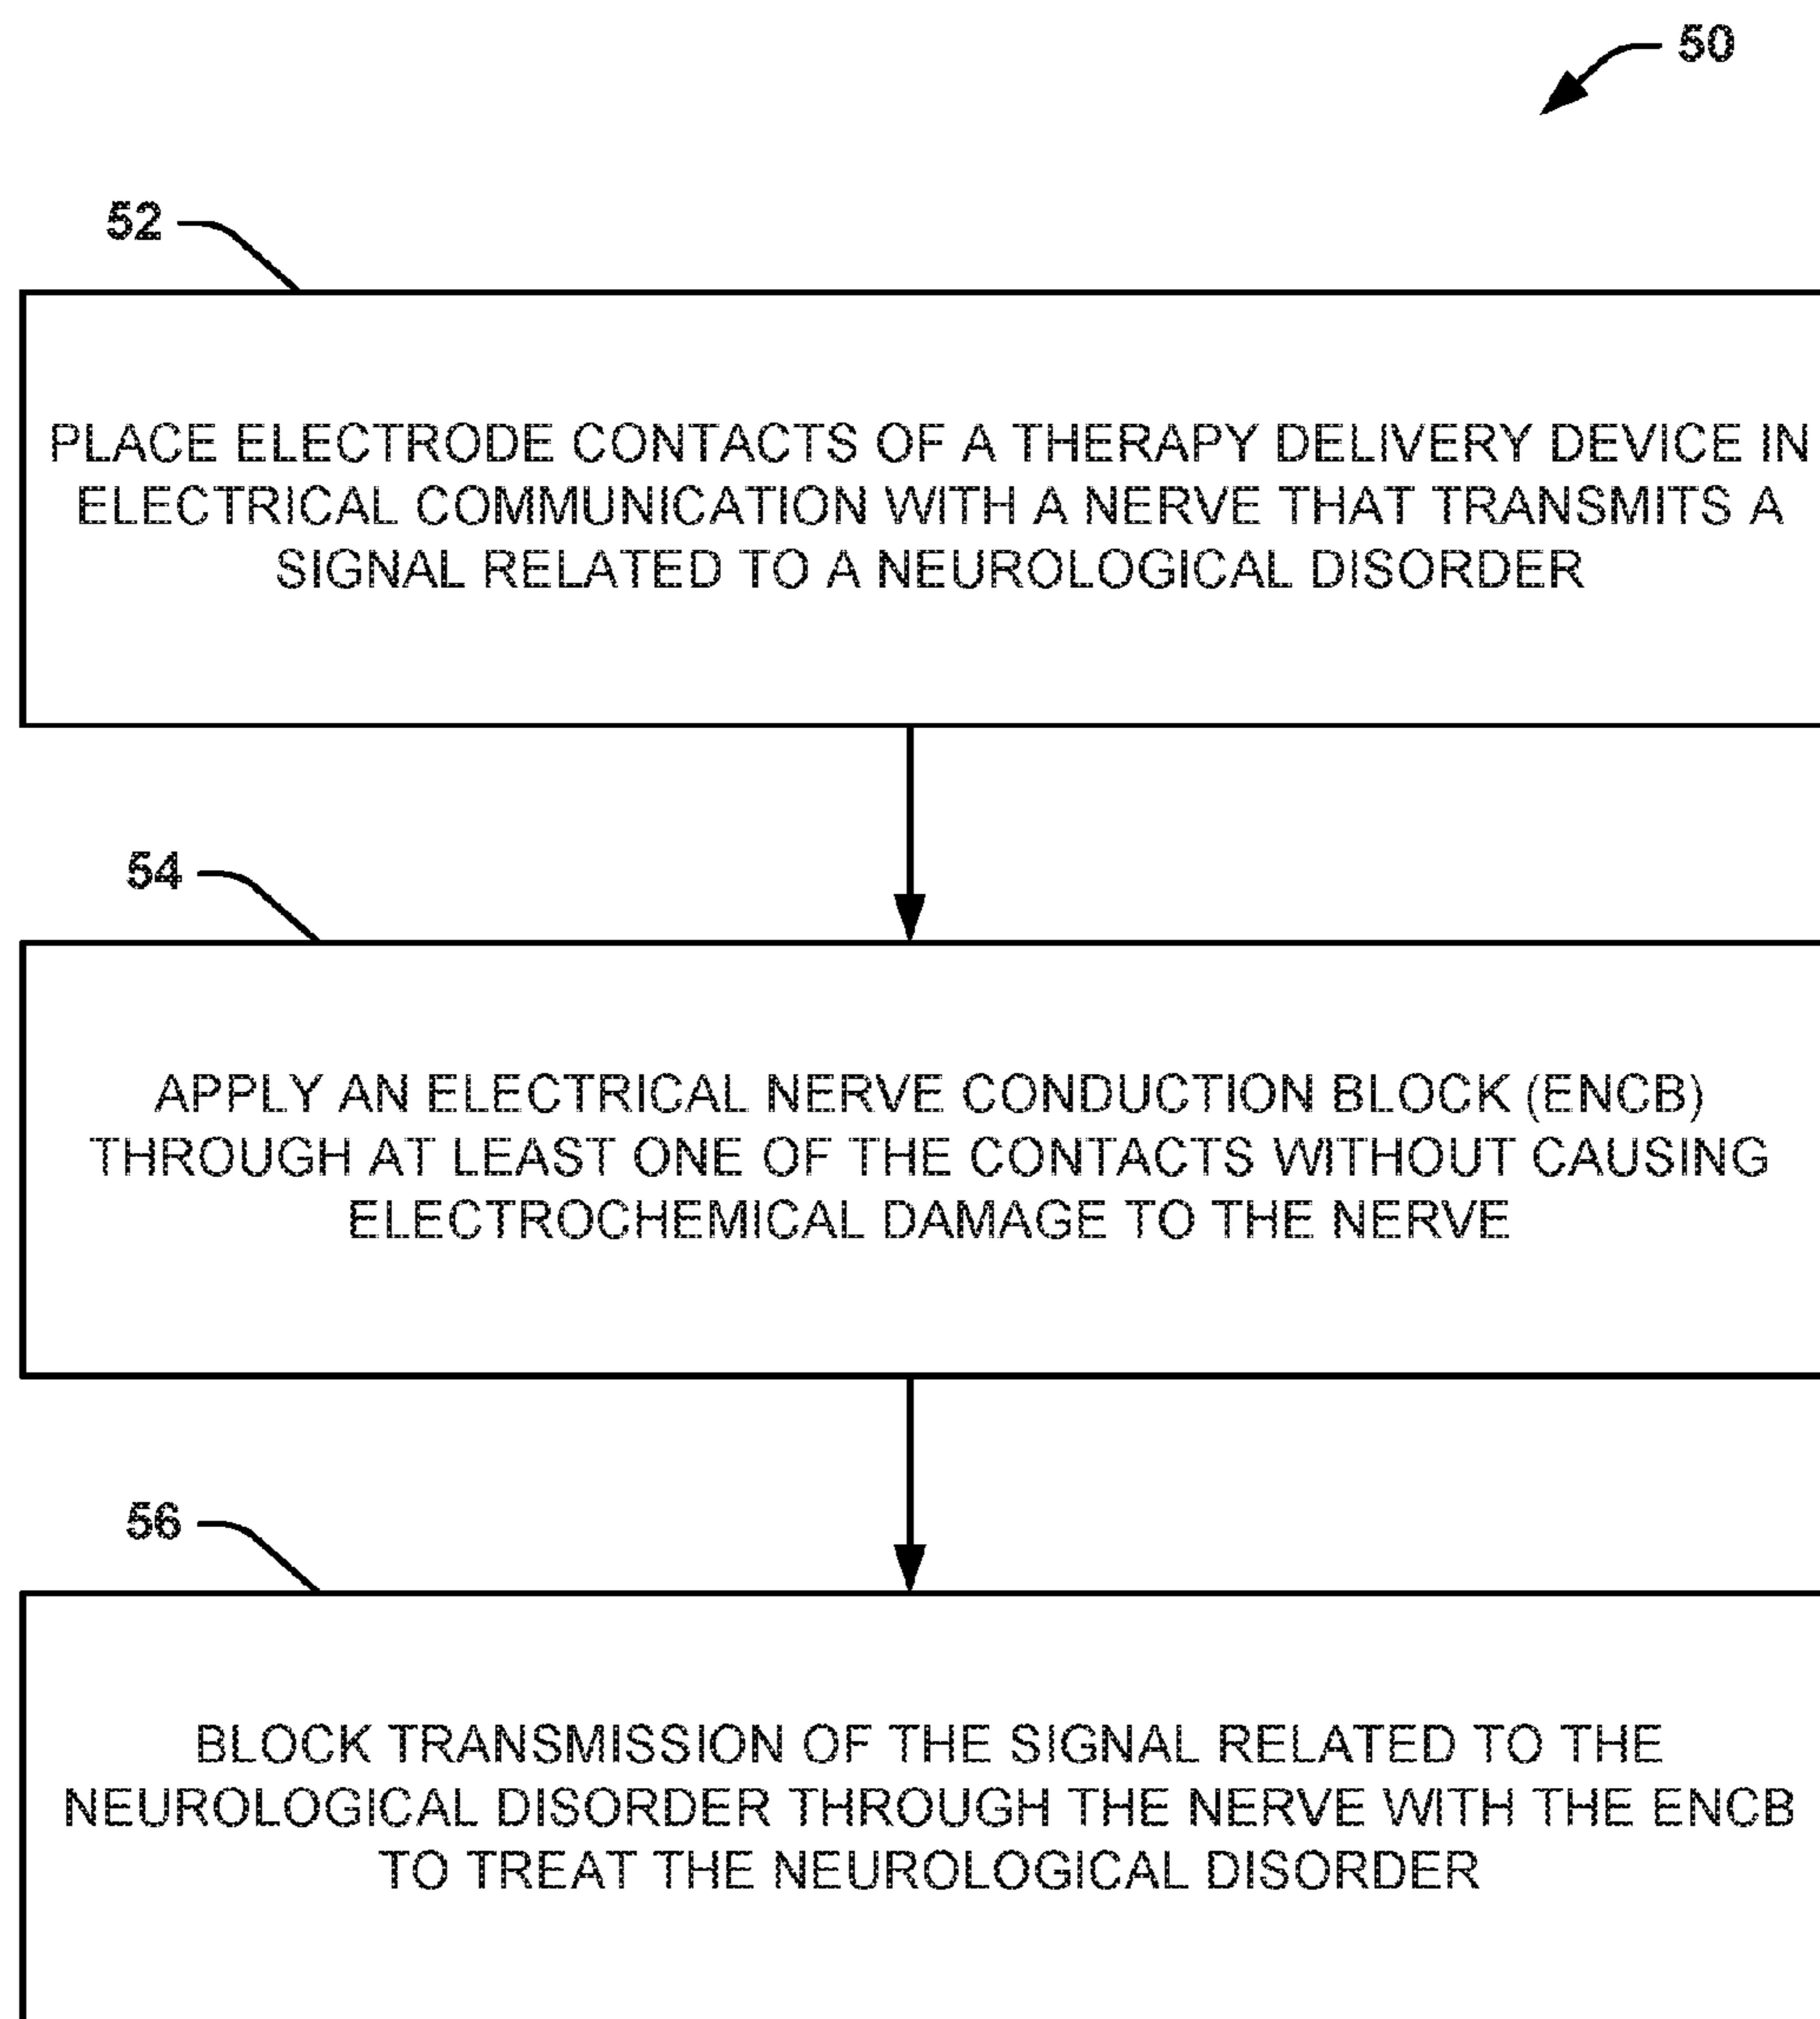 50
52
PLACE ELECTRODE CONTACTS OF A THERAPY DELIVERY DEVICE IN
ELECTRICAL COMMUNICATION WITH A NERVE THAT TRANSMITS A
SIGNAL RELATED TO A NEUROLOGICAL DISORDER
54
APPLY AN ELECTRICAL NERVE CONDUCTION BLOCK (ENCB)
THROUGH AT LEAST ONE OF THE CONTACTS WITHOUT CAUSING
ELECTROCHEMICAL DAMAGE TO THE NERVE
56
BLOCK TRANSMISSION OF THE SIGNAL RELATED TO THE
NEUROLOGICAL DISORDER THROUGH THE NERVE WITH THE ENCB
TO TREAT THE NEUROLOGICAL DISORDER